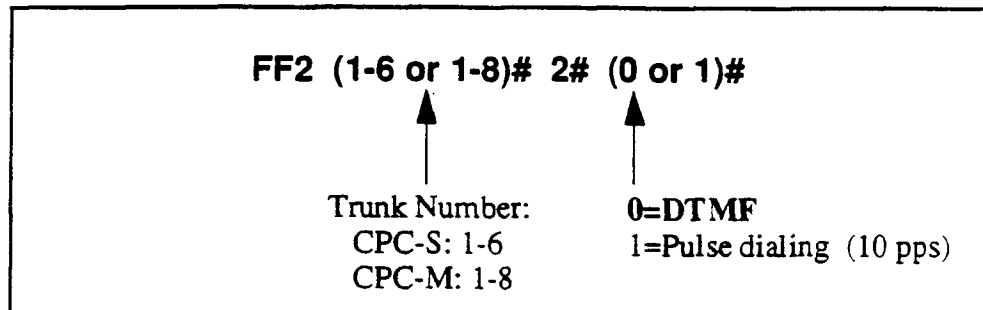 FF2 (1-6 or 1-8)# 2# (0 or 1)#
Trunk Number:
CPC-S: 1-6
CPC-M: 1-8
0=DTMF
1=Pulse dialing (10 pps)